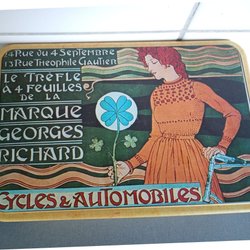 4 Rue du 4 Septembre
13 Rue Théophile Gautier
LE TRÈFLE
A 4 FEUILLES
DE LA
MARQUE
GEORGES
RICHARD
CYCLES & AUTOMOBILES